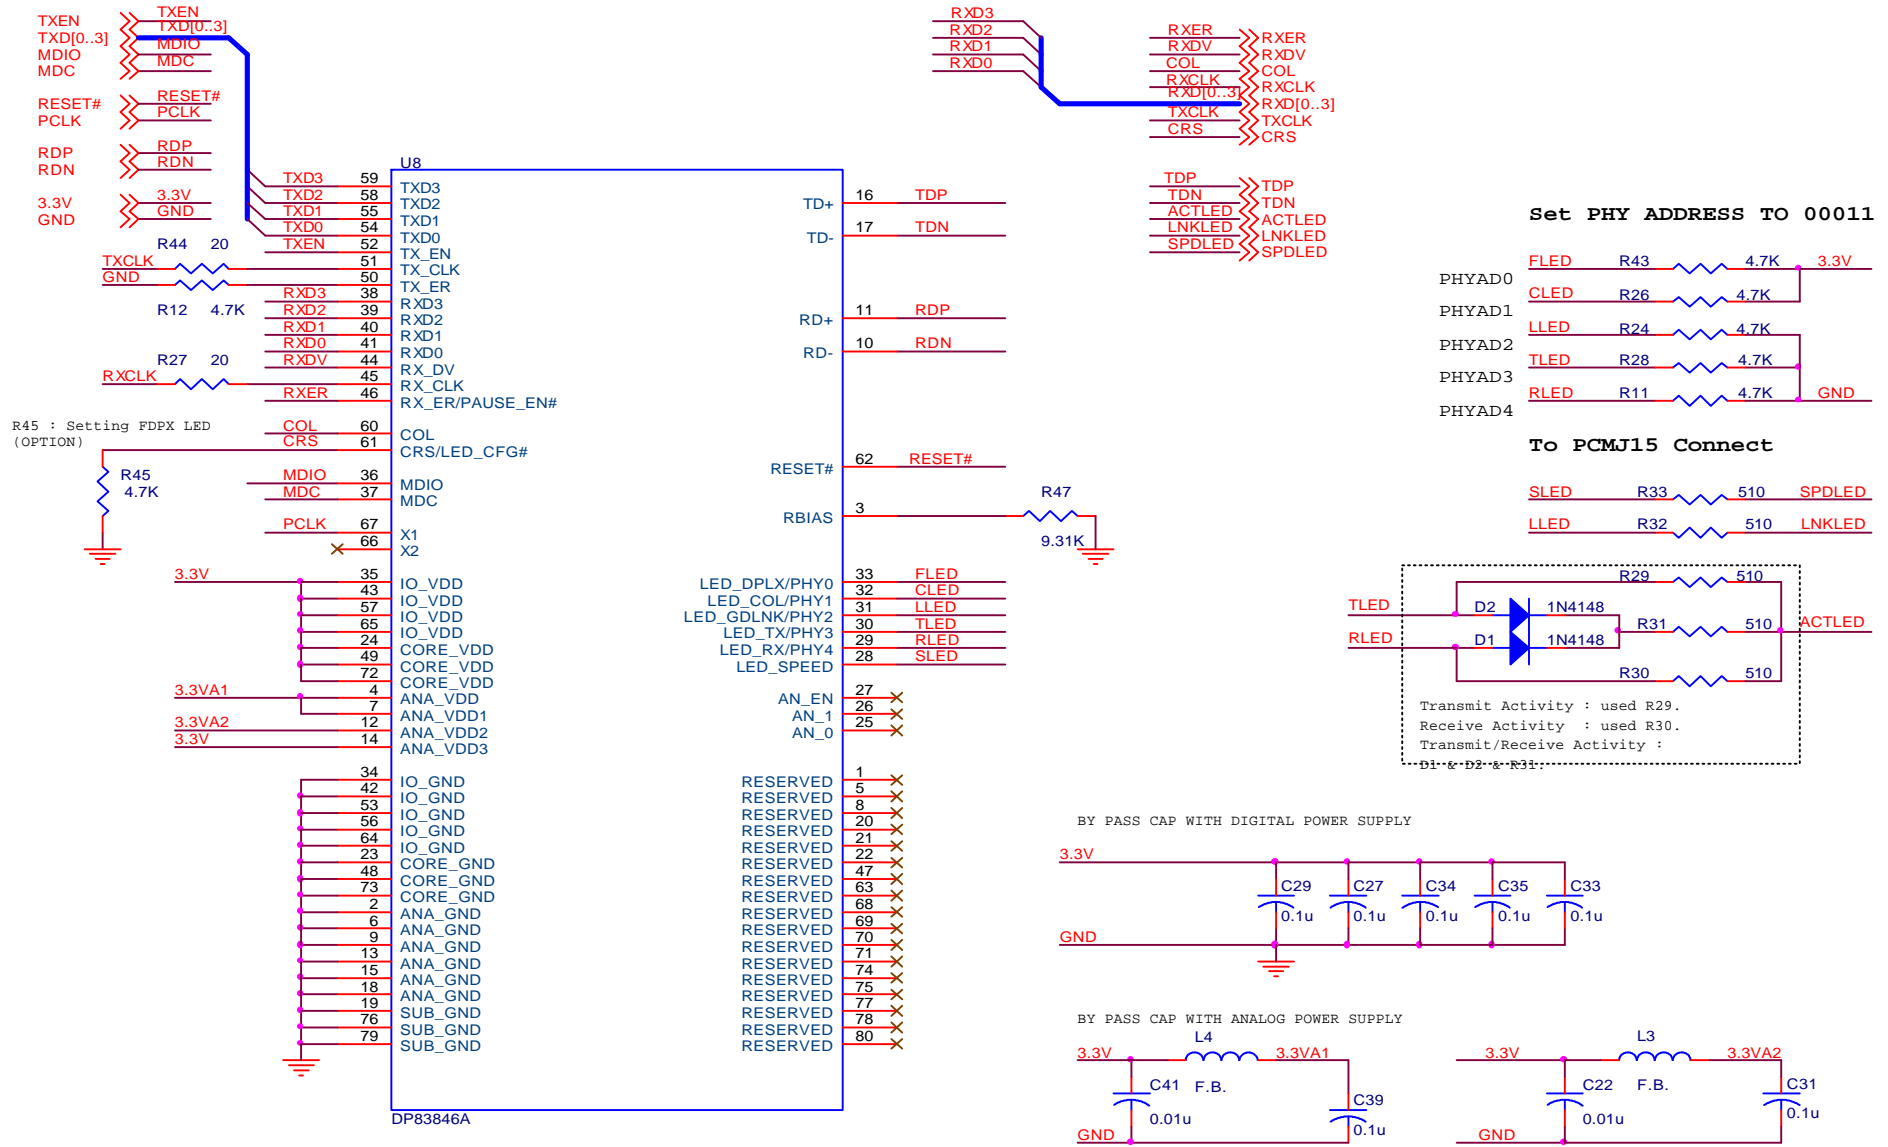 TXEN TXEN
TXD[0..3] TXD[0..3]
MDIO MDIO
MDC MDC
RESET# RESET#
PCLK PCLK
RDP RDP
RDN RDN
3.3V 3.3V
GND GND
RXD3
RXD2
RXD1
RXD0
RXER RXER
RXDV RXDV
COL COL
RXCLK RXCLK
RXD[0..3] RXD[0..3]
TXCLK TXCLK
CRS CRS
TDP TDP
TDN TDN
ACTLED ACTLED
LNKLED LNKLED
SPDLED SPDLED
U8
TXD3 59 TXD3
TXD2 58 TXD2
TXD1 55 TXD1
TXD0 54 TXD0
TXEN 52 TX_EN
R44 20
TXCLK 51 TX_CLK
GND 50 TX_ER
R12 4.7K
RXD3 38 RXD3
RXD2 39 RXD2
RXD1 40 RXD1
RXD0 41 RXD0
RXDV 44 RX_DV
R27 20
RXCLK 45 RX_CLK
RXER 46 RX_ER/PAUSE_EN#
R45 : Setting FDPX LED
(OPTION)
COL 60 COL
CRS 61 CRS/LED_CFG#
R45
4.7K
MDIO 36 MDIO
MDC 37 MDC
PCLK 67 X1
66 X2
3.3V 35 IO_VDD
43 IO_VDD
57 IO_VDD
65 IO_VDD
24 CORE_VDD
49 CORE_VDD
72 CORE_VDD
3.3VA1 4 ANA_VDD
7 ANA_VDD1
3.3VA2 12 ANA_VDD2
3.3V 14 ANA_VDD3
34 IO_GND
42 IO_GND
53 IO_GND
56 IO_GND
64 IO_GND
23 CORE_GND
48 CORE_GND
73 CORE_GND
2 ANA_GND
6 ANA_GND
9 ANA_GND
13 ANA_GND
15 ANA_GND
18 ANA_GND
19 SUB_GND
76 SUB_GND
79 SUB_GND
DP83846A
TD+ 16 TDP
TD- 17 TDN
RD+ 11 RDP
RD- 10 RDN
RESET# 62 RESET#
RBIAS 3
R47
9.31K
LED_DPLX/PHY0 33 FLED
LED_COL/PHY1 32 CLED
LED_GDLNK/PHY2 31 LLED
LED_TX/PHY3 30 TLED
LED_RX/PHY4 29 RLED
LED_SPEED 28 SLED
AN_EN 27
AN_1 26
AN_0 25
RESERVED 1
RESERVED 5
RESERVED 8
RESERVED 20
RESERVED 21
RESERVED 22
RESERVED 47
RESERVED 63
RESERVED 68
RESERVED 69
RESERVED 70
RESERVED 71
RESERVED 74
RESERVED 75
RESERVED 77
RESERVED 78
RESERVED 80
Set PHY ADDRESS TO 00011
FLED R43 4.7K 3.3V
PHYAD0
CLED R26 4.7K
PHYAD1
LLED R24 4.7K
PHYAD2
TLED R28 4.7K
PHYAD3
RLED R11 4.7K GND
PHYAD4
To PCMJ15 Connect
SLED R33 510 SPDLED
LLED R32 510 LNKLED
R29 510
TLED D2 1N4148
R31 510 ACTLED
RLED D1 1N4148
R30 510
Transmit Activity : used R29.
Receive Activity : used R30.
Transmit/Receive Activity :
D1 & D2 & R31.
BY PASS CAP WITH DIGITAL POWER SUPPLY
3.3V
C29 C27 C34 C35 C33
0.1u 0.1u 0.1u 0.1u 0.1u
GND
BY PASS CAP WITH ANALOG POWER SUPPLY
L4
3.3V 3.3VA1
C41 F.B.
0.01u
C39
0.1u
GND
L3
3.3V 3.3VA2
C22 F.B. C31
0.01u 0.1u
GND